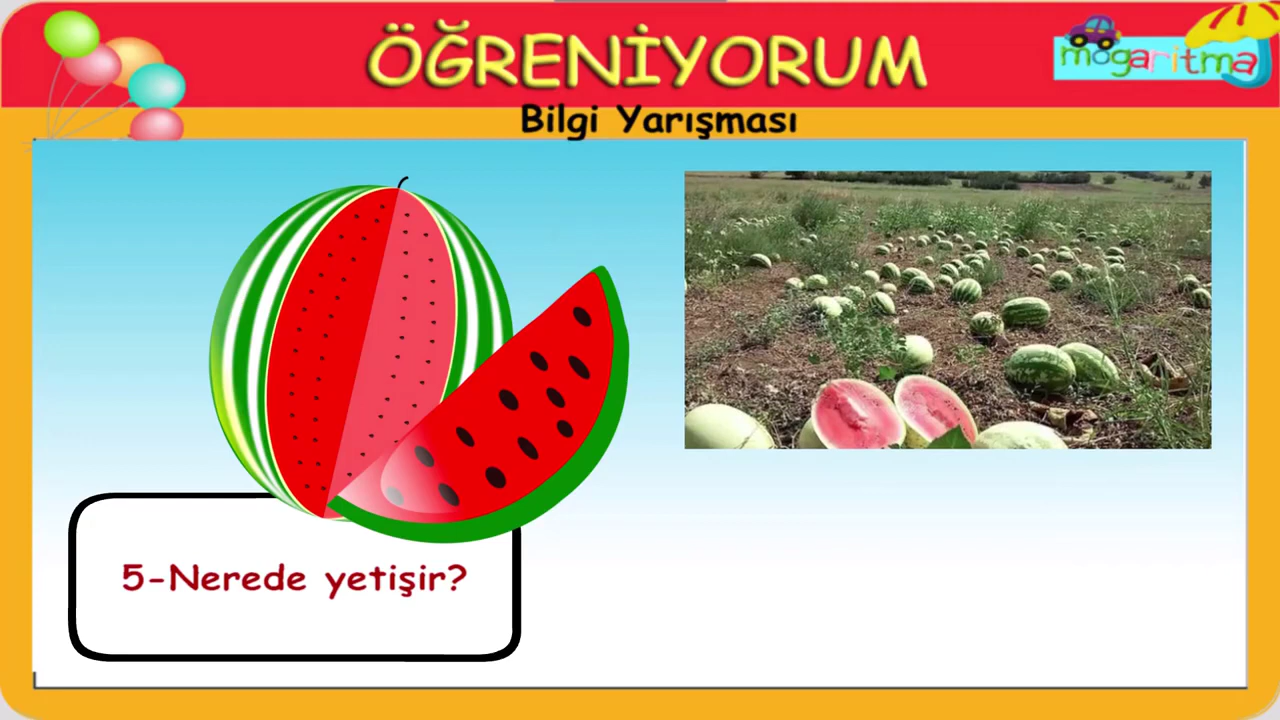 ÖĞRENİYORUM
mogaritma
Bilgi Yarışması
5-Nerede yetişir?